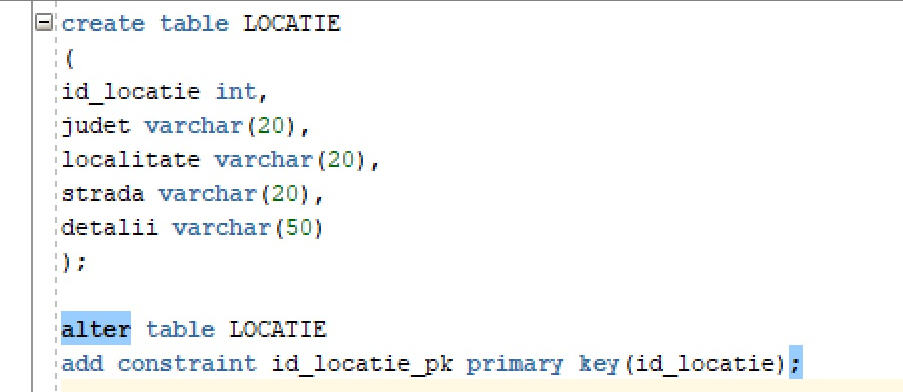 create table LOCATIE
(
id_locatie int,
judet varchar(20),
localitate varchar(20),
strada varchar(20),
detalii varchar(50)
);
alter table LOCATIE
add constraint id_locatie_pk primary key(id_locatie);